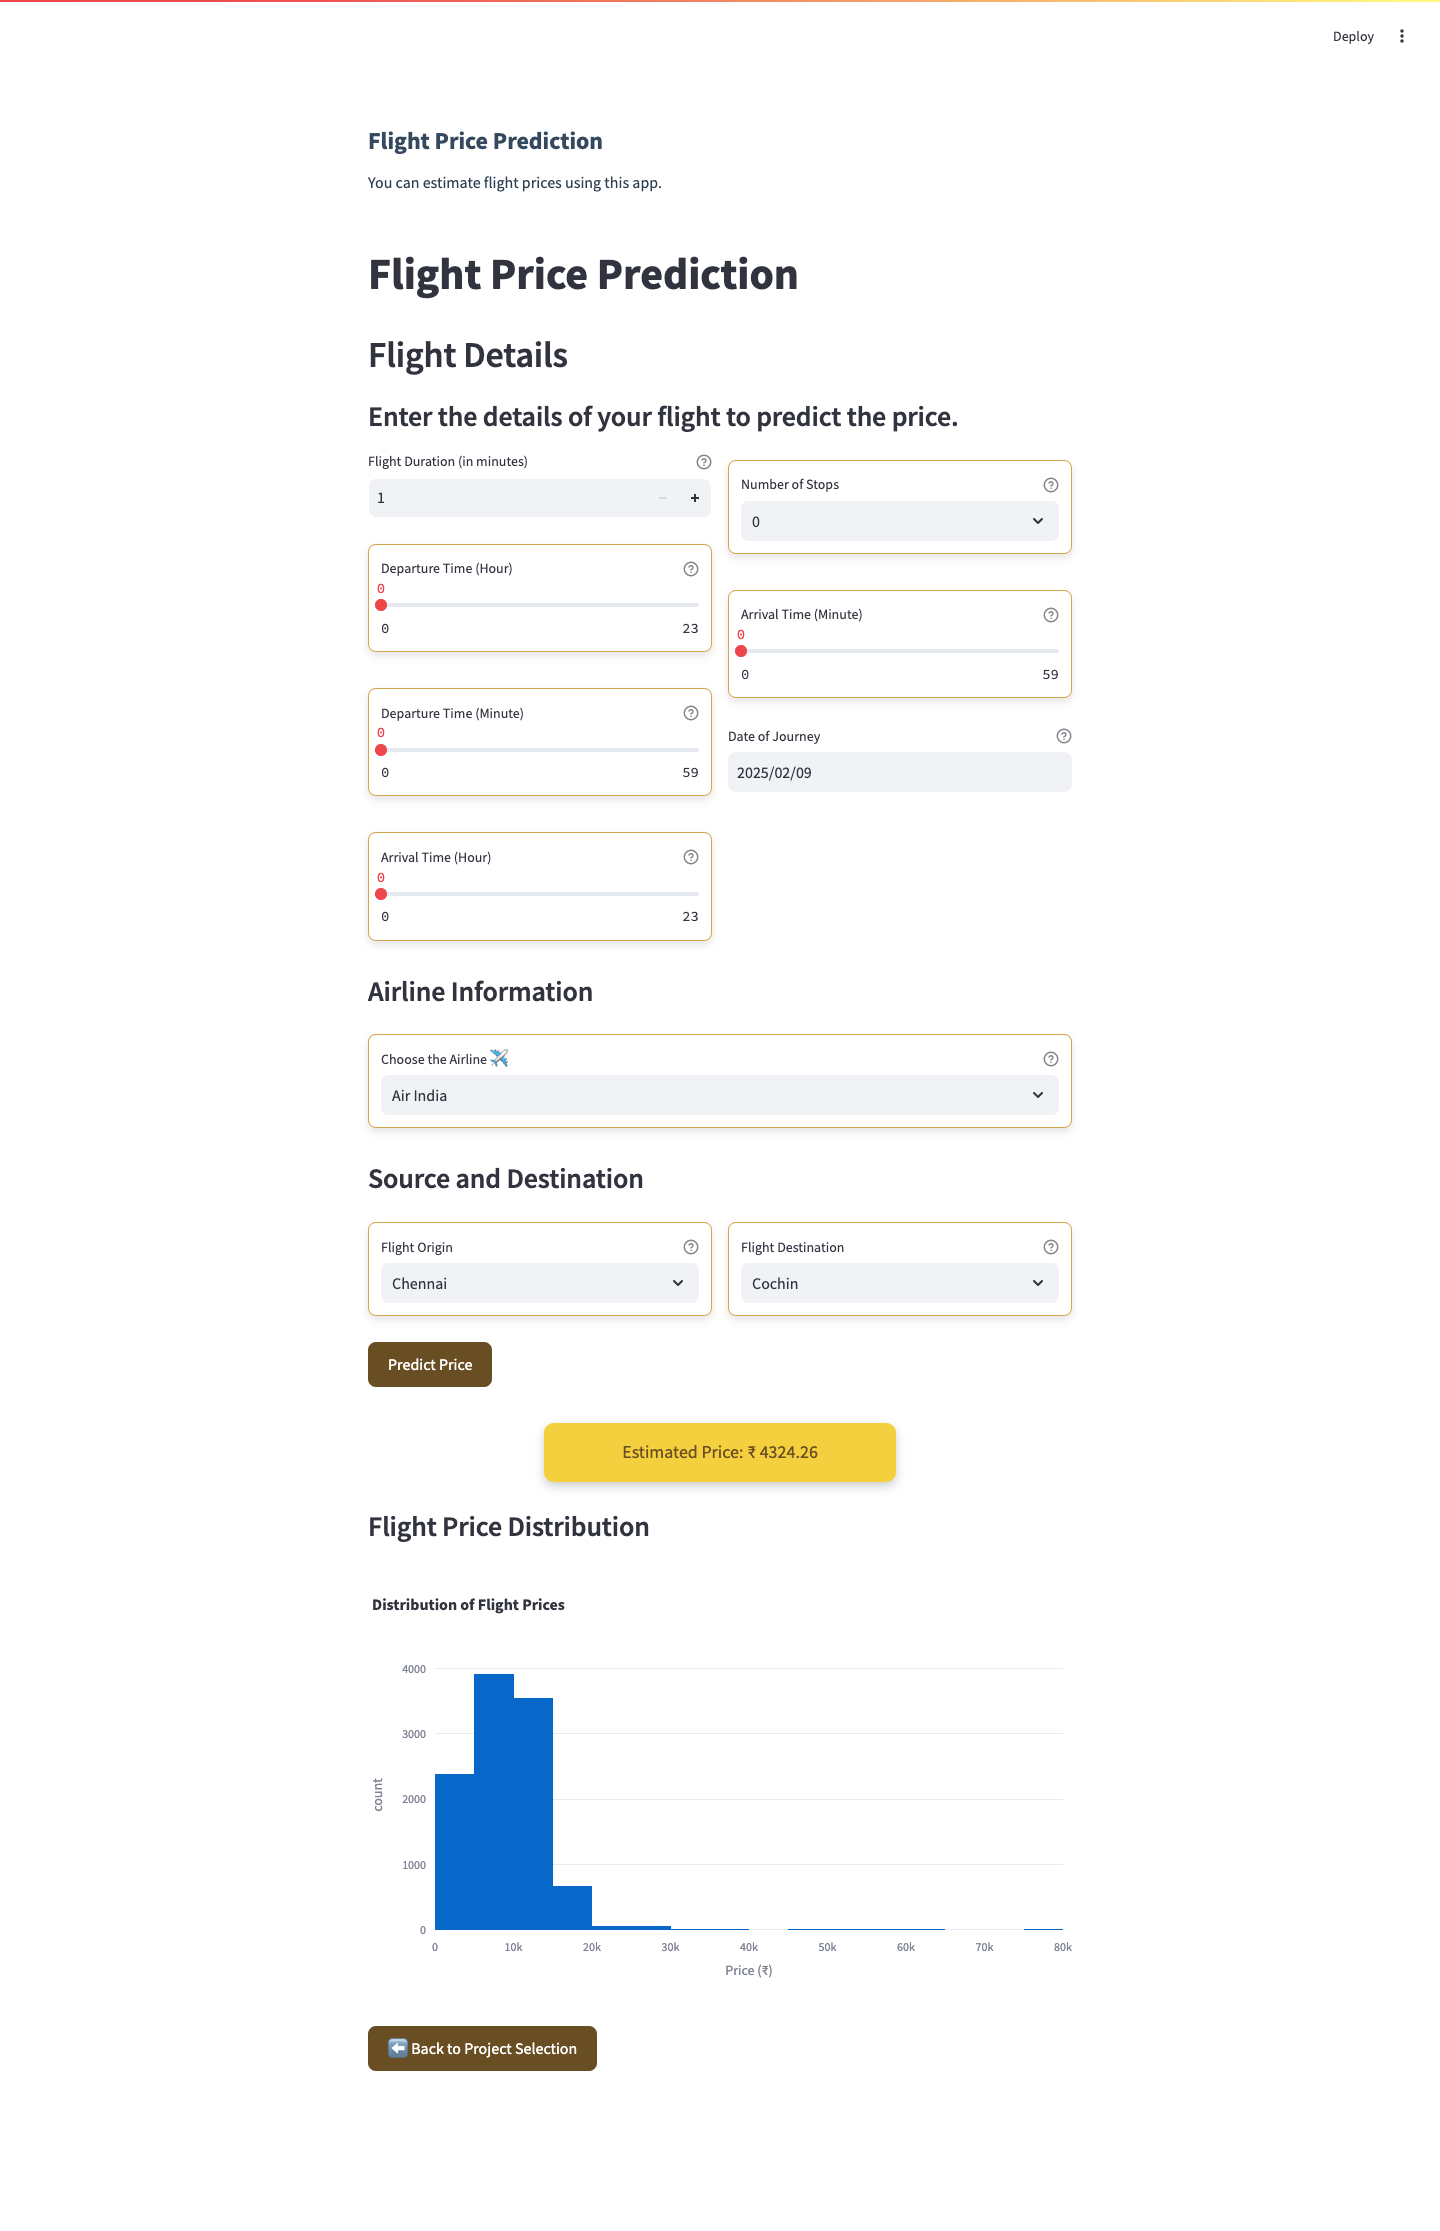 Deploy
Flight Price Prediction
You can estimate flight prices using this app.
Flight Price Prediction
Flight Details
Enter the details of your flight to predict the price.
Flight Duration (in minutes)
1
Number of Stops
0
Departure Time (Hour)
0
0 23
Arrival Time (Minute)
0
0 59
Departure Time (Minute)
0
0 59
Date of Journey
2025/02/09
Arrival Time (Hour)
0
0 23
Airline Information
Choose the Airline ✈️
Air India
Source and Destination
Flight Origin
Chennai
Flight Destination
Cochin
Predict Price
Estimated Price: ₹ 4324.26
Flight Price Distribution
Distribution of Flight Prices
4000
3000
2000
1000
0
count
0 10k 20k 30k 40k 50k 60k 70k 80k
Price (₹)
⬅️ Back to Project Selection